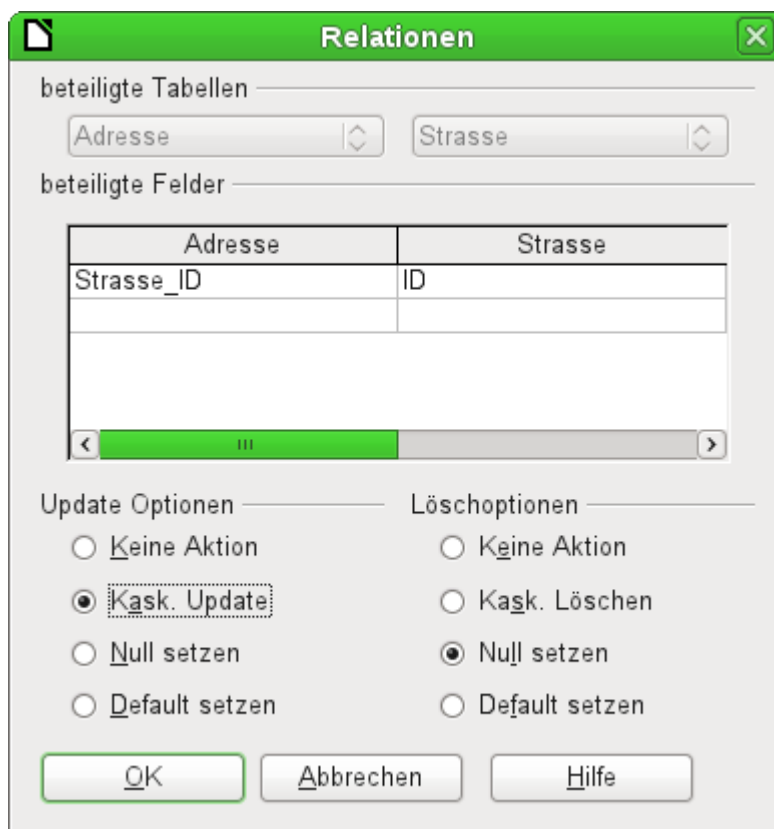 Relationen
beteiligte Tabellen
Adresse Strasse
beteiligte Felder
Adresse Strasse
Strasse_ID ID
Update Optionen Löschoptionen
Keine Aktion Keine Aktion
Kask. Update Kask. Löschen
Null setzen Null setzen
Default setzen Default setzen
OK Abbrechen Hilfe